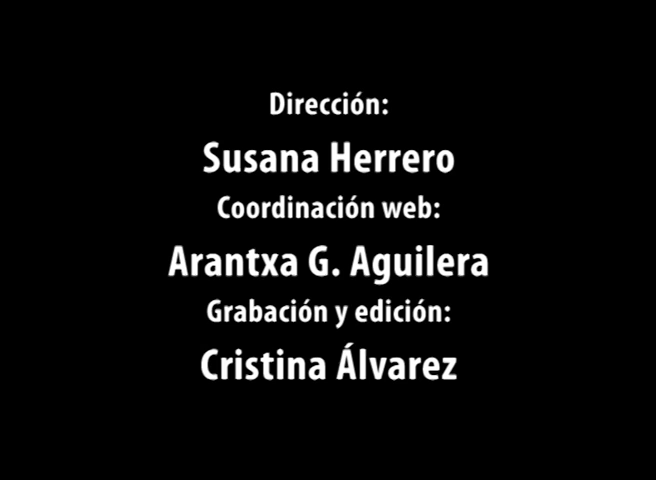 Dirección:
Susana Herrero
Coordinación web:
Arantxa G. Aguilera
Grabación y edición:
Cristina Álvarez